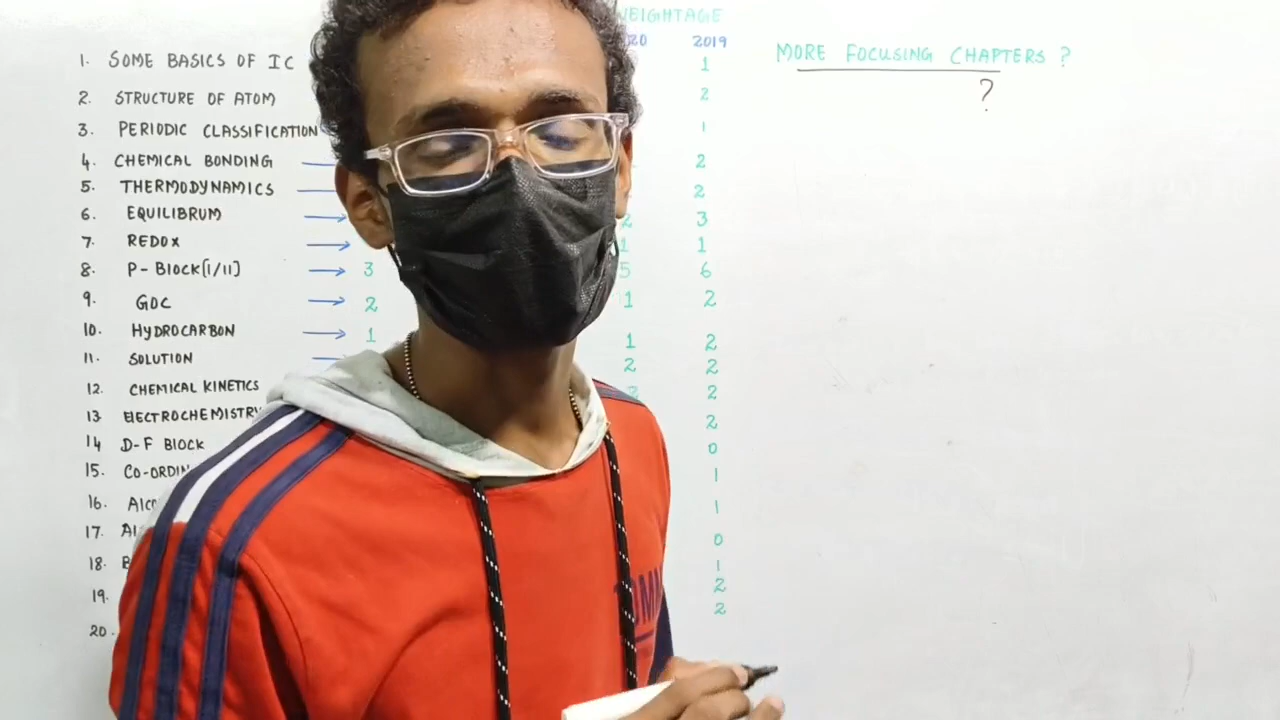 WEIGHTAGE
20 2019 MORE FOCUSING CHAPTERS ?
?
1. SOME BASICS OF IC 1
2. STRUCTURE OF ATOM 2
3. PERIODIC CLASSIFICATION 1
4. CHEMICAL BONDING 2
5. THERMODYNAMICS 2
6. EQUILIBRUM → 2 3
7. REDOX → 1 1
8. P-BLOCK[I/II] → 3 5 6
9. GOC → 2 1 2
10. HYDROCARBON → 1 1 2
11. SOLUTION 2 2
12. CHEMICAL KINETICS 2
13 ELECTROCHEMISTRY 2
14 D-F BLOCK 0
15. CO-ORDIN 1
16. Alco 1
17. Al 0
18. B 1
19. 2
20. 2